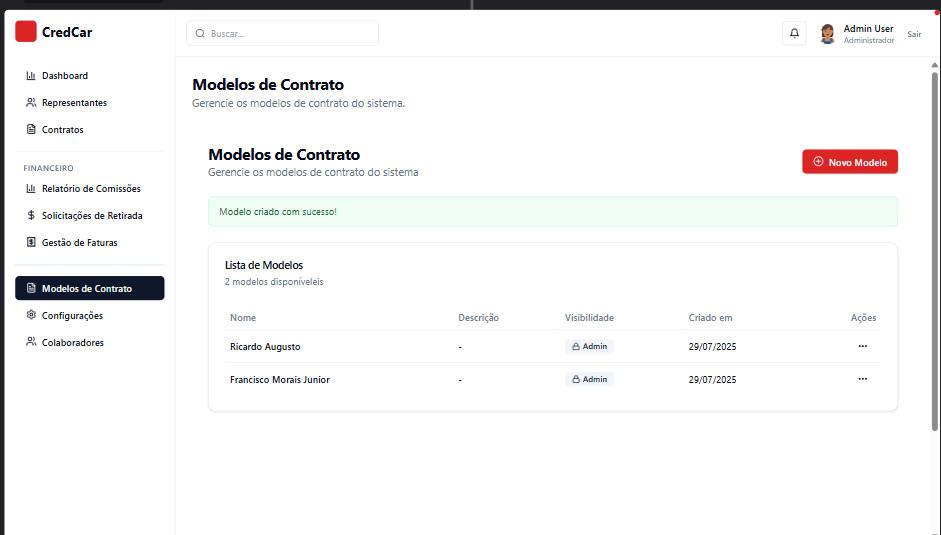 CredCar
Buscar...
Admin User
Administrador
Sair
Dashboard
Representantes
Contratos
FINANCEIRO
Relatório de Comissões
Solicitações de Retirada
Gestão de Faturas
Modelos de Contrato
Configurações
Colaboradores
Modelos de Contrato
Gerencie os modelos de contrato do sistema.
Modelos de Contrato
Gerencie os modelos de contrato do sistema
Novo Modelo
Modelo criado com sucesso!
Lista de Modelos
2 modelos disponíveleis
Nome Descrição Visibilidade Criado em Ações
Ricardo Augusto - Admin 29/07/2025 ...
Francisco Morais Junior - Admin 29/07/2025 ...